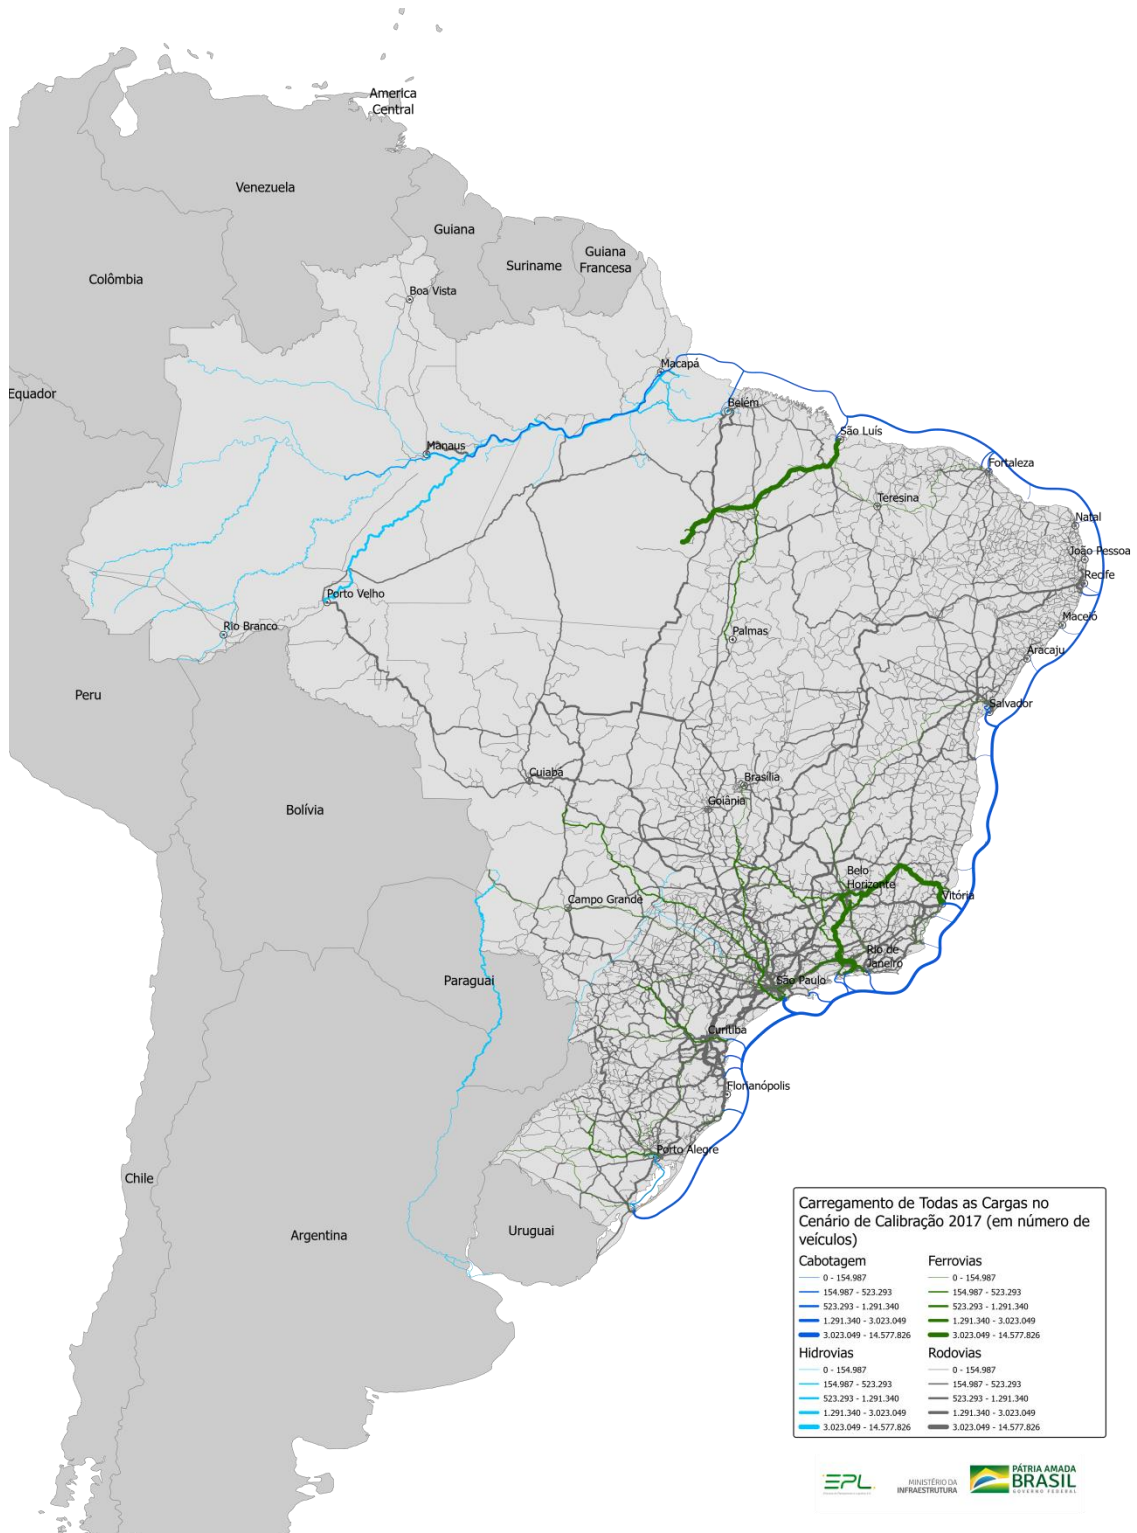 America
Central
Venezuela
Guiana
Suriname
Guiana
Francesa
Colômbia
Boa Vista
Macapá
Equador
Belém
São Luís
Manaus
Fortaleza
Teresina
Natal
João Pessoa
Recife
Porto Velho
Maceió
Rio Branco
Palmas
Aracaju
Peru
Salvador
Cuiabá
Brasília
Goiânia
Bolívia
Belo
Horizonte
Vitória
Campo Grande
Rio de
Janeiro
Paraguai
São Paulo
Curitiba
Florianópolis
Porto Alegre
Chile
Argentina
Uruguai
Carregamento de Todas as Cargas no
Cenário de Calibração 2017 (em número de
veículos)
Cabotagem
0 - 154.987
154.987 - 523.293
523.293 - 1.291.340
1.291.340 - 3.023.049
3.023.049 - 14.577.826
Ferrovias
0 - 154.987
154.987 - 523.293
523.293 - 1.291.340
1.291.340 - 3.023.049
3.023.049 - 14.577.826
Hidrovias
0 - 154.987
154.987 - 523.293
523.293 - 1.291.340
1.291.340 - 3.023.049
3.023.049 - 14.577.826
Rodovias
0 - 154.987
154.987 - 523.293
523.293 - 1.291.340
1.291.340 - 3.023.049
3.023.049 - 14.577.826
EPL
MINISTÉRIO DA
INFRAESTRUTURA
PÁTRIA AMADA
BRASIL
GOVERNO FEDERAL